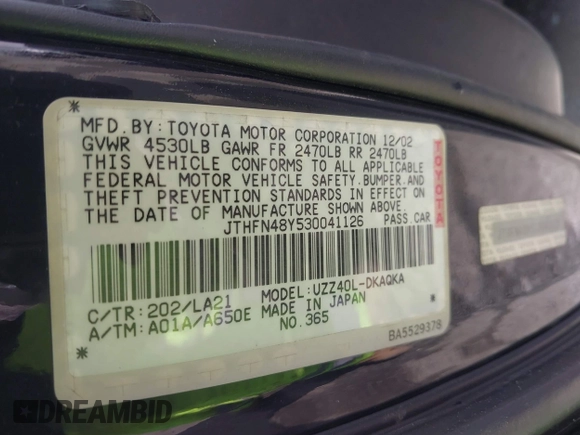 MFD. BY: TOYOTA MOTOR CORPORATION 12/02
GVWR 4530LB GAWR FR 2470LB RR 2470LB
THIS VEHICLE CONFORMS TO ALL APPLICABLE
FEDERAL MOTOR VEHICLE SAFETY, BUMPER, AND
THEFT PREVENTION STANDARDS IN EFFECT ON
THE DATE OF MANUFACTURE SHOWN ABOVE.
JTHFN48Y530041126 PASS. CAR
TOYOTA
C/TR: 202/LA21 MODEL: UZZ40L-DKAQKA
A/TM: A01A/A650E MADE IN JAPAN
NO. 365
BA5529378
DREAMBID